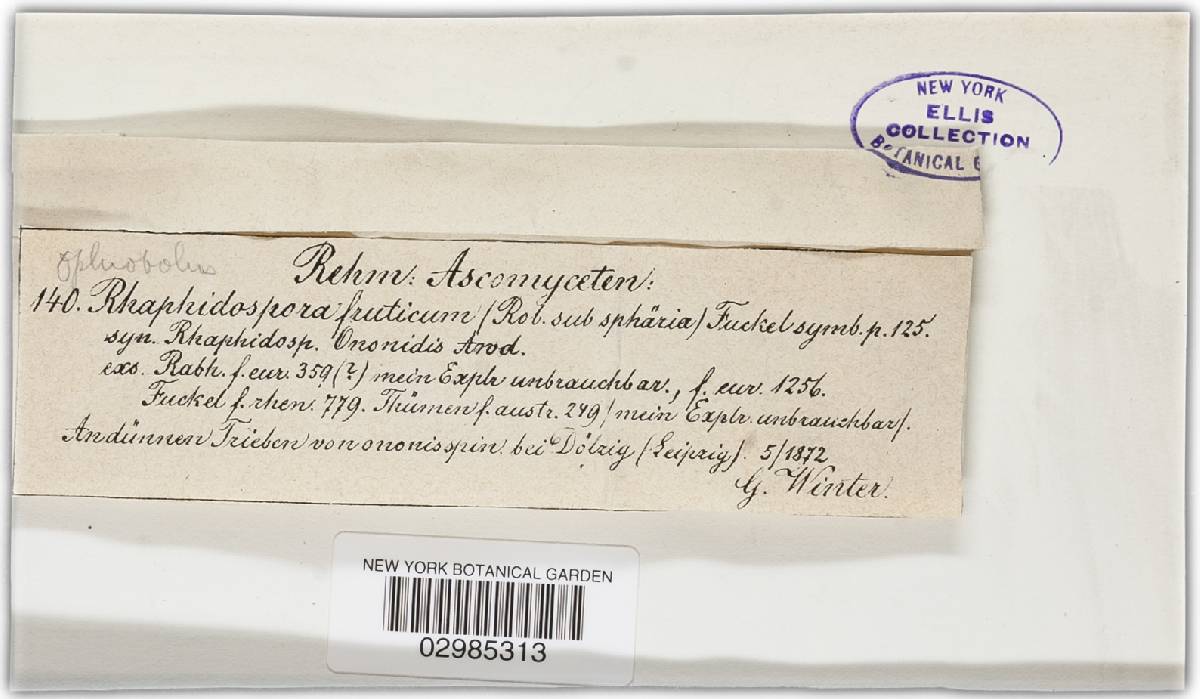 NEW YORK
ELLIS
COLLECTION
BOTANICAL G
Ophiobolus
Rehm: Ascomyceten:
140. Rhaphidospora fruticum (Rob. sub sphäria) Fuckel symb. p. 125.
syn. Rhaphidosp. Ononidis Awd.
exs. Rabh. f. eur. 359 (?) mein Explr unbrauchbar., f. eur. 1256.
Fuckel f. rhen. 779. Thümen f. austr. 249 (mein Explr. unbrauchbar).
An dünnen Trieben von ononis spin. bei Dölzig (Leipzig). 5/1872
G. Winter.
NEW YORK BOTANICAL GARDEN
02985313